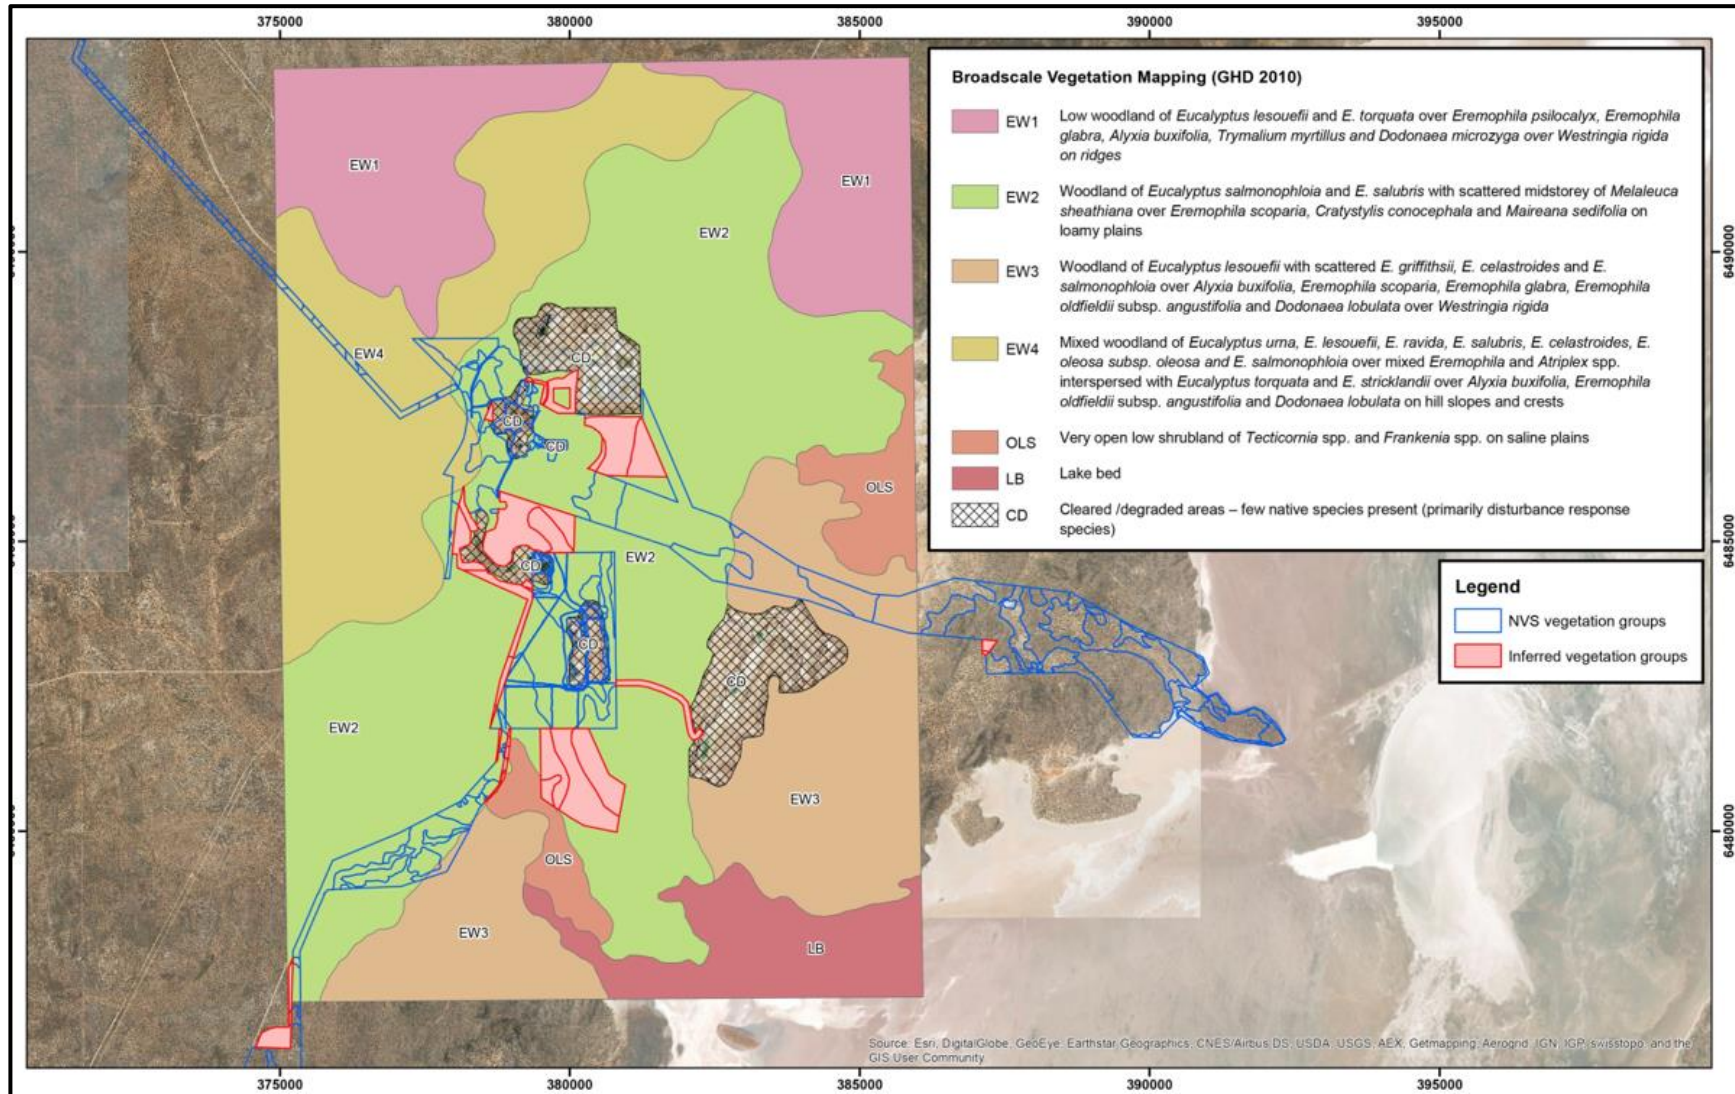 375000 380000 385000 390000 395000
Broadscale Vegetation Mapping (GHD 2010)
EW1 Low woodland of Eucalyptus lesouefii and E. torquata over Eremophila psilocalyx, Eremophila
glabra, Alyxia buxifolia, Trymalium myrtillus and Dodonaea microzyga over Westringia rigida
on ridges
EW2 Woodland of Eucalyptus salmonophloia and E. salubris with scattered midstorey of Melaleuca
sheathiana over Eremophila scoparia, Cratystylis conocephala and Maireana sedifolia on
loamy plains
EW3 Woodland of Eucalyptus lesouefii with scattered E. griffithsii, E. celastroides and E.
salmonophloia over Alyxia buxifolia, Eremophila scoparia, Eremophila glabra, Eremophila
oldfieldii subsp. angustifolia and Dodonaea lobulata over Westringia rigida
EW4 Mixed woodland of Eucalyptus urna, E. lesouefii, E. ravida, E. salubris, E. celastroides, E.
oleosa subsp. oleosa and E. salmonophloia over mixed Eremophila and Atriplex spp.
interspersed with Eucalyptus torquata and E. stricklandii over Alyxia buxifolia, Eremophila
oldfieldii subsp. angustifolia and Dodonaea lobulata on hill slopes and crests
OLS Very open low shrubland of Tecticornia spp. and Frankenia spp. on saline plains
LB Lake bed
CD Cleared /degraded areas – few native species present (primarily disturbance response
species)
Legend
NVS vegetation groups
Inferred vegetation groups
EW1
EW1
EW2
EW4
CD
CD
CD
OLS
CD
EW2
CD
CD
EW2
EW3
OLS
EW3
LB
6490000
6485000
6480000
Source: Esri, DigitalGlobe, GeoEye, Earthstar Geographics, CNES/Airbus DS, USDA, USGS, AEX, Getmapping, Aerogrid, IGN, IGP, swisstopo, and the
GIS User Community
375000 380000 385000 390000 395000